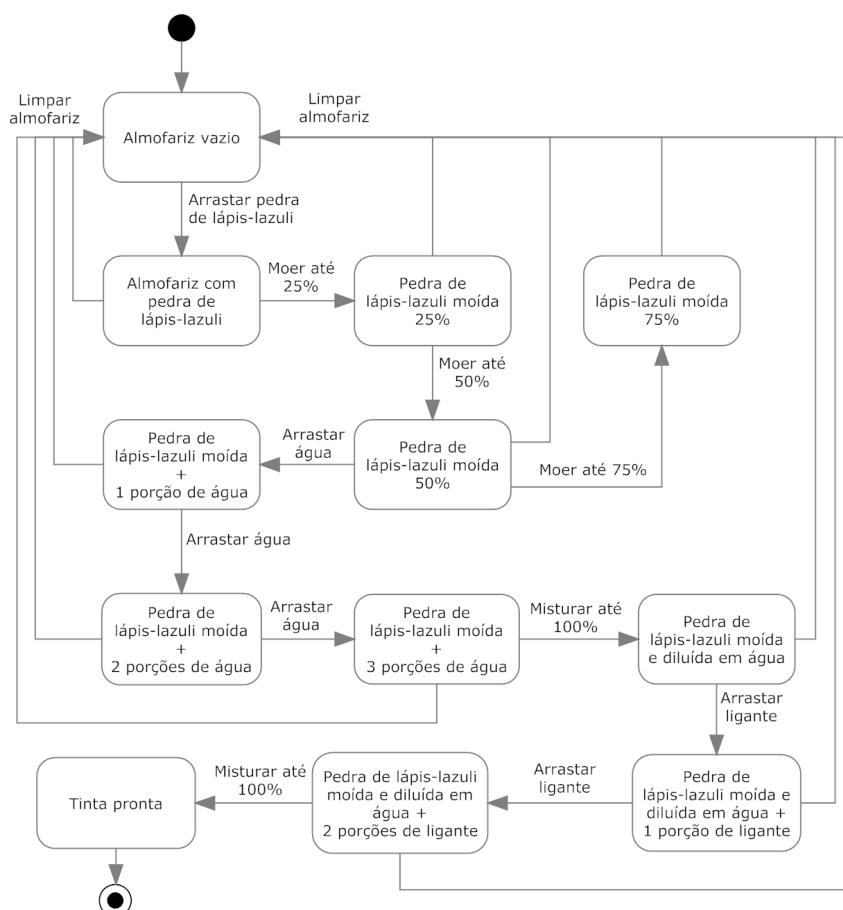 Limpar
almofariz
Limpar
almofariz
Almofariz vazio
Arrastar pedra
de lápis-lazuli
Almofariz com
pedra de
lápis-lazuli
Moer até
25%
Pedra de
lápis-lazuli moída
25%
Pedra de
lápis-lazuli moída
75%
Moer até
50%
Pedra de
lápis-lazuli moída
+
1 porção de água
Arrastar
água
Pedra de
lápis-lazuli moída
50%
Moer até 75%
Arrastar água
Pedra de
lápis-lazuli moída
+
2 porções de água
Arrastar
água
Pedra de
lápis-lazuli moída
+
3 porções de água
Misturar até
100%
Pedra de
lápis-lazuli moída
e diluída em água
Arrastar
ligante
Tinta pronta
Misturar até
100%
Pedra de lápis-lazuli
moída e diluída em
água +
2 porções de ligante
Arrastar
ligante
Pedra de
lápis-lazuli moída e
diluída em água +
1 porção de ligante